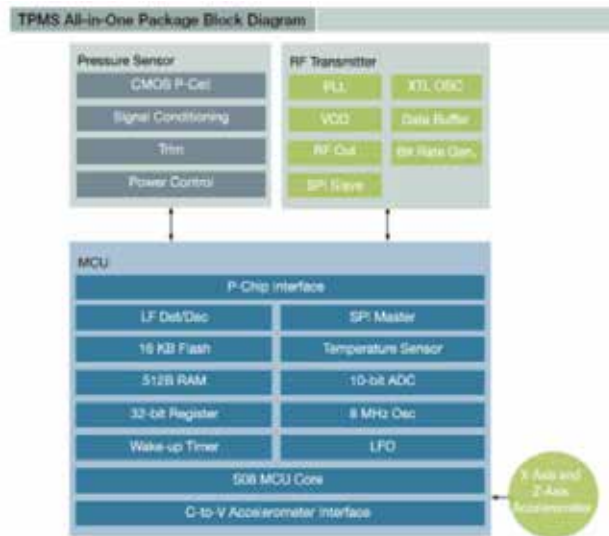 TPMS All-in-One Package Block Diagram
Pressure Sensor
CMOS P-Cell
Signal Conditioning
Trim
Power Control
RF Transmitter
PLL
XTL OSC
VCO
Data Buffer
RF Out
Bit Rate Gen.
SPI Slave
MCU
P-Chip Interface
LF Det/Dec
SPI Master
16 KB Flash
Temperature Sensor
512B RAM
10-bit ADC
32-bit Register
8 MHz Osc
Wake-up Timer
LFO
S08 MCU Core
C-to-V Accelerometer Interface
X-Axis and
Z-Axis
Accelerometer